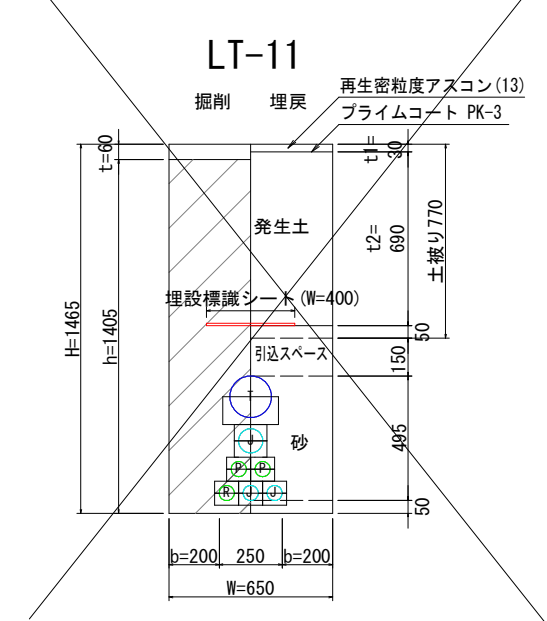 LT-11
掘削 埋戻
再生密粒度アスコン(13)
プライムコート PK-3
t=60
t1=
30
発生土
t2=
690
土被り770
埋設標識シート(W=400)
H=1465
h=1405
50
引込スペース
150
T
J
砂
495
P P
R J J
50
b=200 250 b=200
W=650